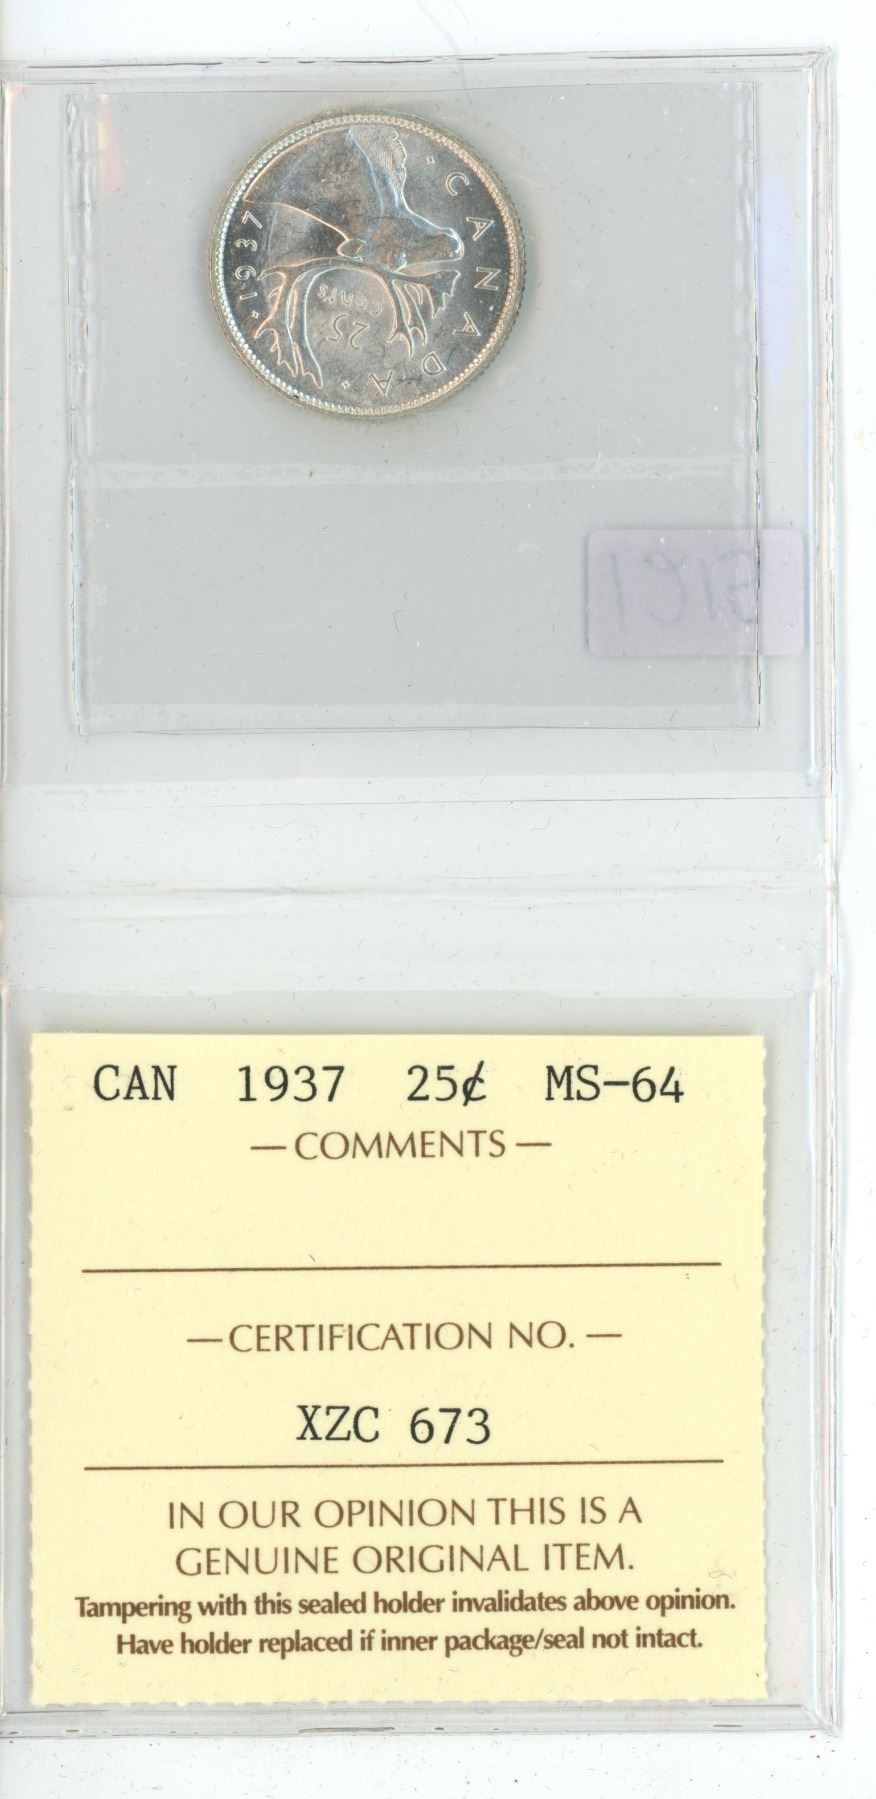 CANADA
1937
25
cents
1915
CAN 1937 25¢ MS-64
— COMMENTS —
— CERTIFICATION NO. —
XZC 673
IN OUR OPINION THIS IS A
GENUINE ORIGINAL ITEM.
Tampering with this sealed holder invalidates above opinion.
Have holder replaced if inner package/seal not intact.